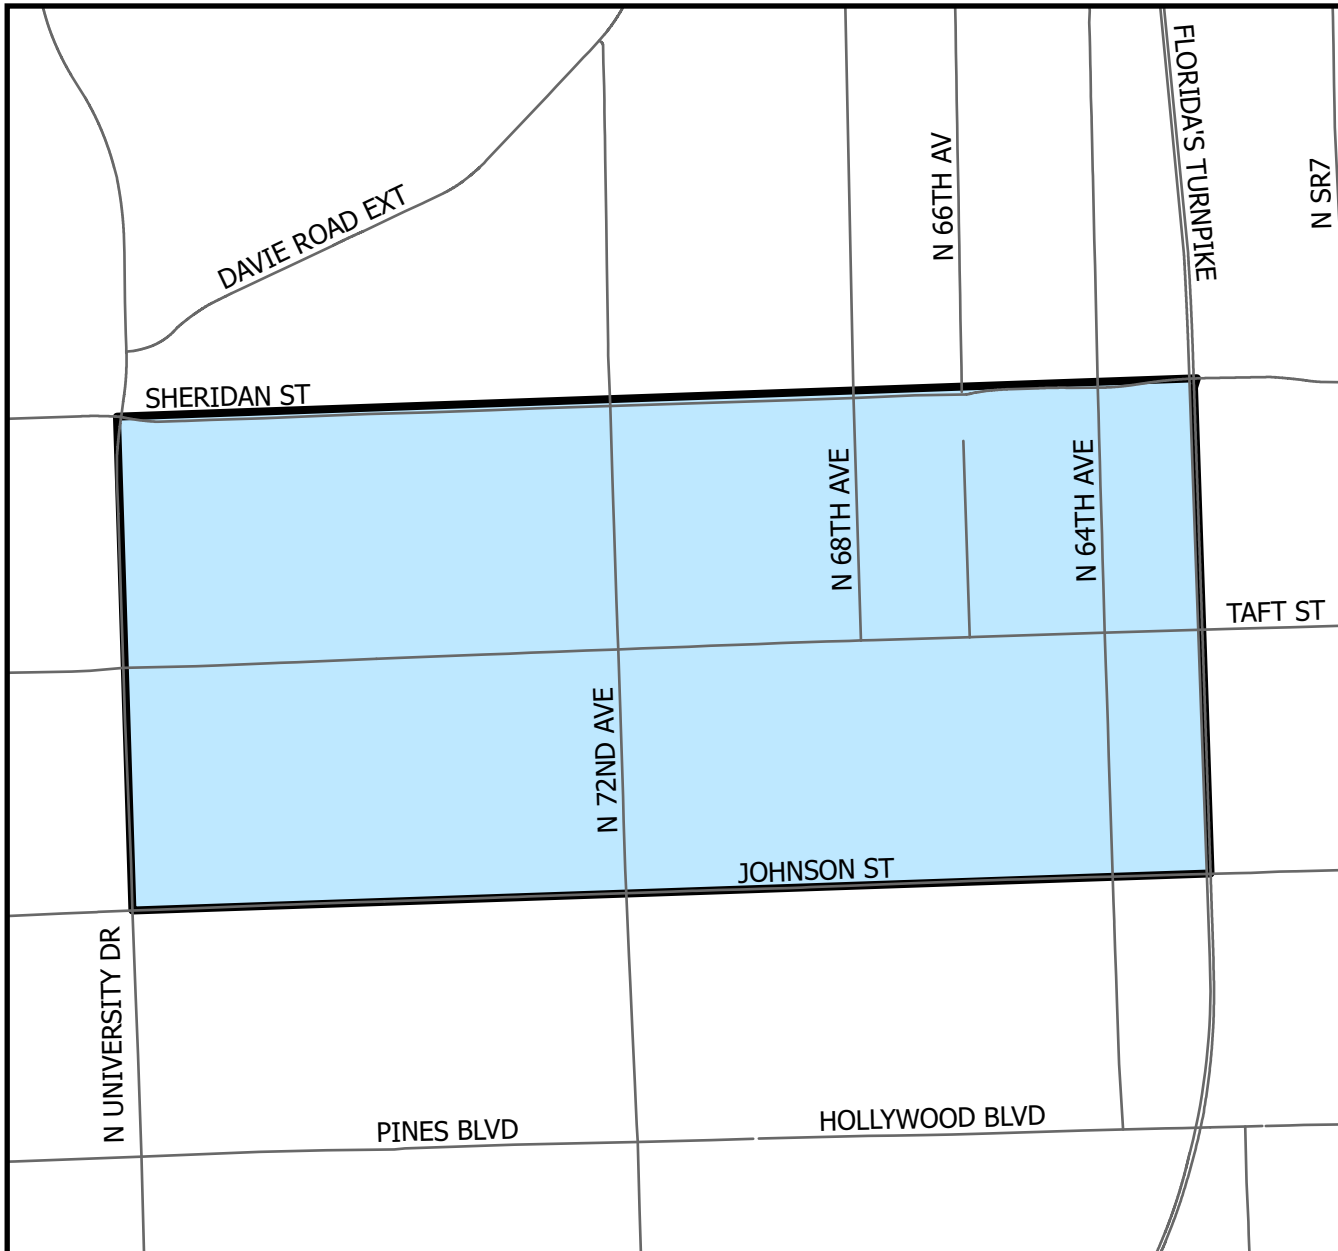 FLORIDA'S TURNPIKE
N 66TH AV
N SR7
DAVIE ROAD EXT
SHERIDAN ST
N 68TH AVE
N 64TH AVE
TAFT ST
N 72ND AVE
JOHNSON ST
N UNIVERSITY DR
PINES BLVD
HOLLYWOOD BLVD